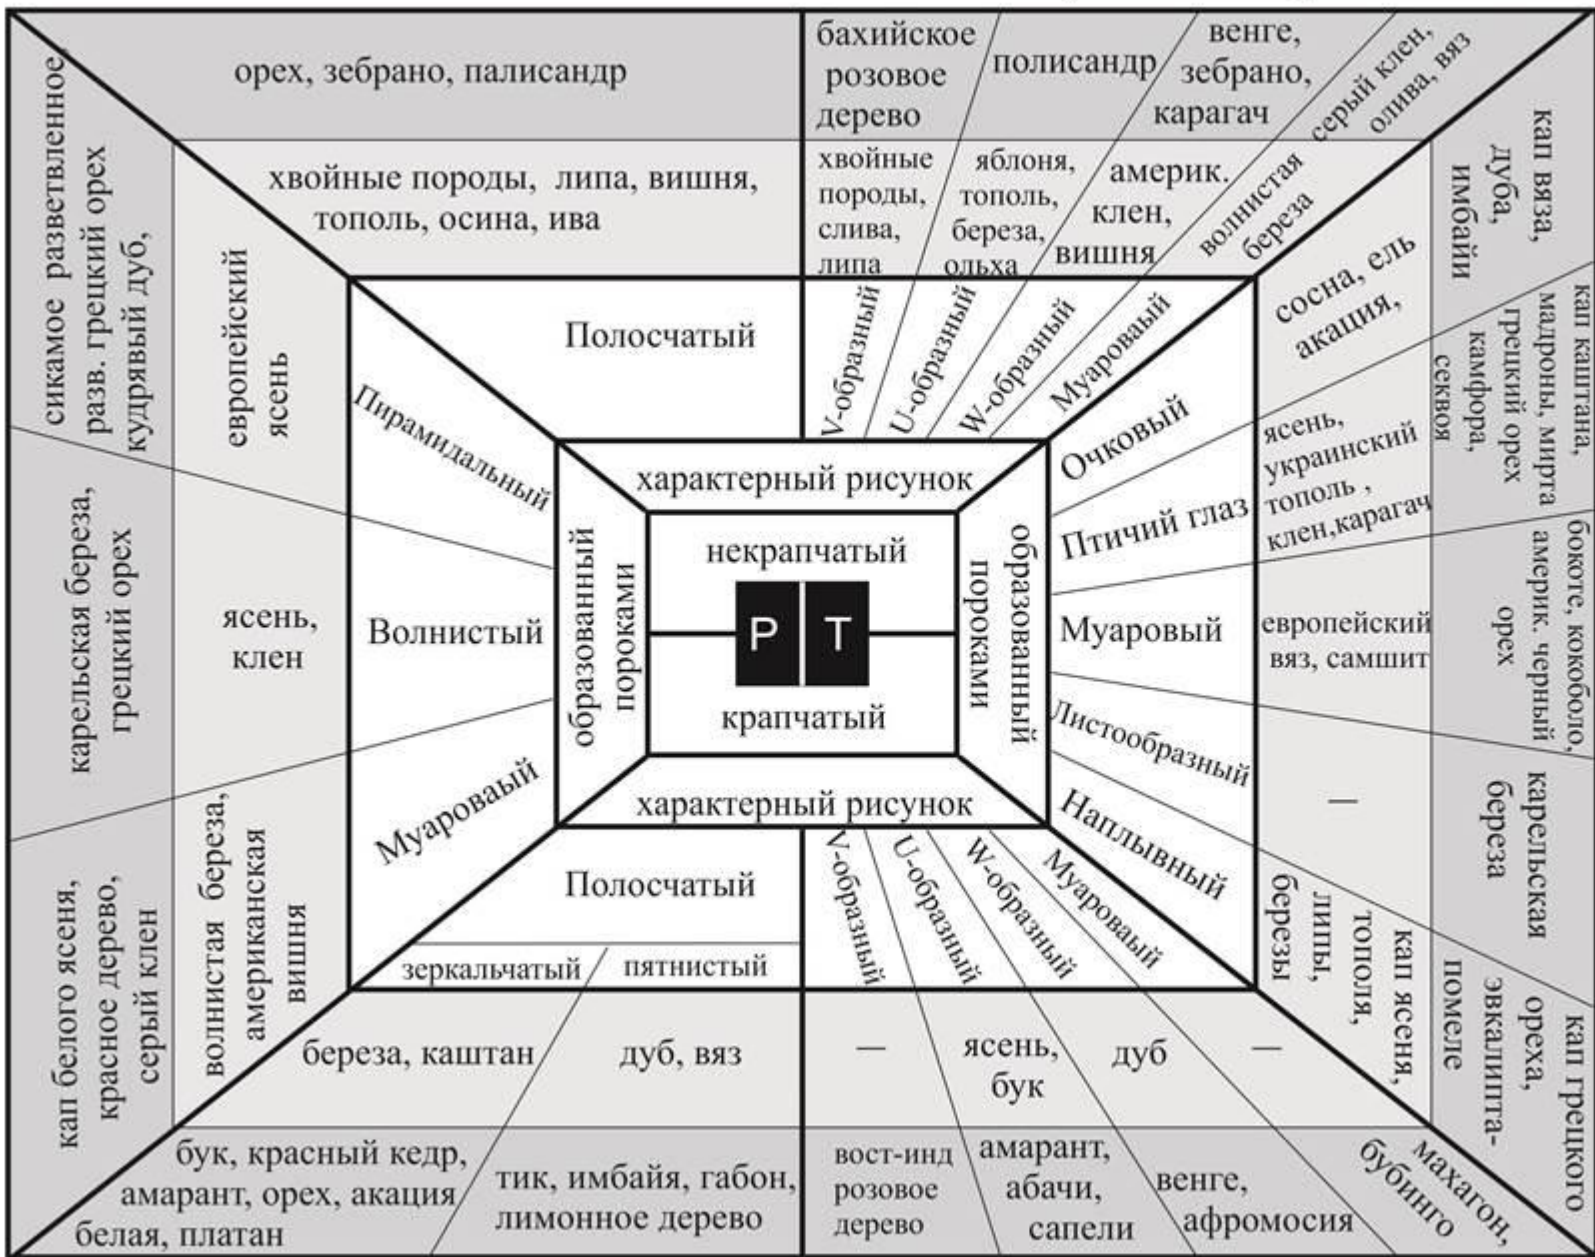 орех, зебрано, палисандр
бахийское
розовое
дерево
полисандр
венге,
зебрано,
карагач
серый клен,
олива, вяз
хвойные породы, липа, вишня,
тополь, осина, ива
хвойные
породы,
слива,
липа
яблоня,
тополь,
береза,
ольха
америк.
клен,
вишня
волнистая
береза
сикаморе разветвленное,
разв. грецкий орех
кудрявый дуб,
европейский
ясень
карельская береза,
грецкий орех
ясень,
клен
кап белого ясеня,
красное дерево,
серый клен
волнистая береза,
американская
вишня
Полосчатый
V-образный
U-образный
W-образный
Муароваый
Пирамидальный
Волнистый
Муароваый
характерный рисунок
образованный
пороками
некрапчатый
Р Т
крапчатый
образованный
пороками
характерный рисунок
Очковый
Птичий глаз
Муаровый
Листообразный
Наплывный
сосна, ель
акация,
ясень,
украинский
тополь ,
клен,карагач
европейский
вяз, самшит
—
кап ясеня,
тополя,
липы,
березы
кап вяза,
дуба,
имбайи
кап каштана,
мадроны, мирта
грецкий орех
камфора,
секвоя
бокоте, кокоболо,
америк. черный
орех
карельская
береза
кап грецкого
ореха,
эвкалипта-
помеле
Полосчатый
зеркальчатый
пятнистый
V-образный
U-образный
W-образный
Муароваый
береза, каштан
дуб, вяз
—
ясень,
бук
дуб
—
бук, красный кедр,
амарант, орех, акация
белая, платан
тик, имбайя, габон,
лимонное дерево
вост-инд
розовое
дерево
амарант,
абачи,
сапели
венге,
афромосия
махагон,
бубинго